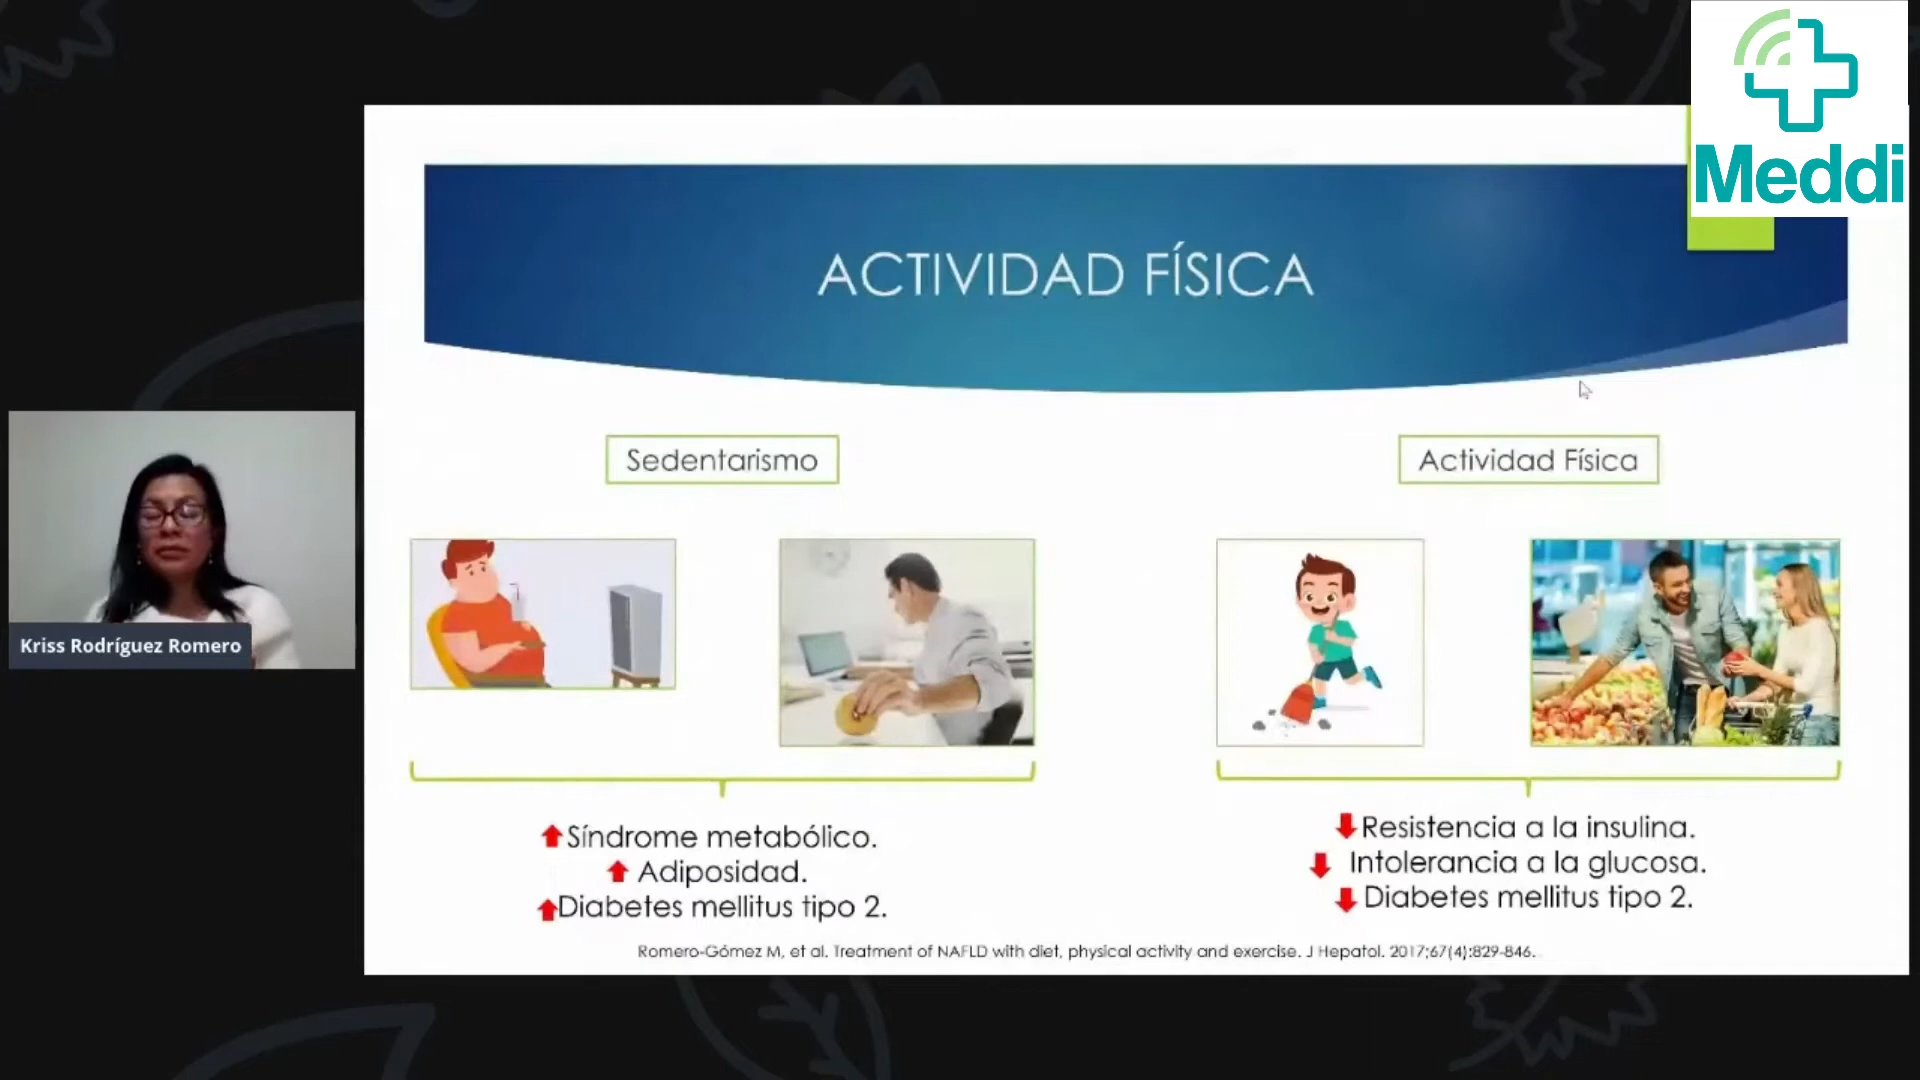 Meddi
ACTIVIDAD FÍSICA
Sedentarismo
Actividad Física
Kriss Rodríguez Romero
Síndrome metabólico.
Adiposidad.
Diabetes mellitus tipo 2.
Resistencia a la insulina.
Intolerancia a la glucosa.
Diabetes mellitus tipo 2.
Romero-Gómez M, et al. Treatment of NAFLD with diet, physical activity and exercise. J Hepatol. 2017;67(4):829-846.